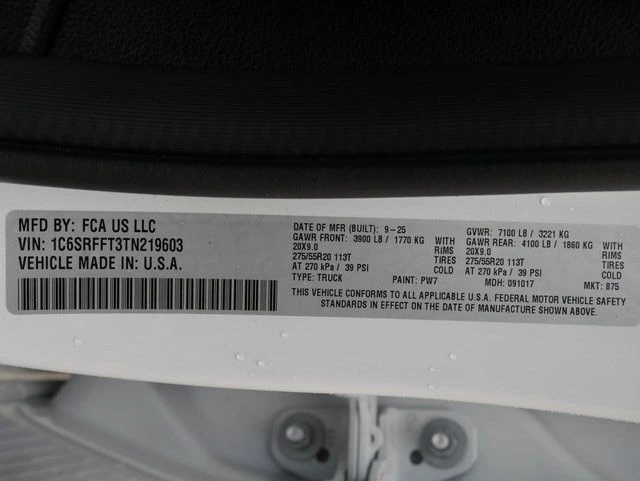 MFD BY: FCA US LLC
VIN: 1C6SRFFT3TN219603
VEHICLE MADE IN: U.S.A.
DATE OF MFR (BUILT): 9-25 GVWR: 7100 LB / 3221 KG
GAWR FRONT: 3900 LB / 1770 KG WITH GAWR REAR: 4100 LB / 1860 KG WITH
20X9.0 RIMS 20X9.0 RIMS
275/55R20 113T TIRES 275/55R20 113T TIRES
AT 270 kPa / 39 PSI COLD AT 270 kPa / 39 PSI COLD
TYPE: TRUCK PAINT: PW7 MDH: 091017 MKT: 875
THIS VEHICLE CONFORMS TO ALL APPLICABLE U.S.A. FEDERAL MOTOR VEHICLE SAFETY
STANDARDS IN EFFECT ON THE DATE OF MANUFACTURE SHOWN ABOVE.